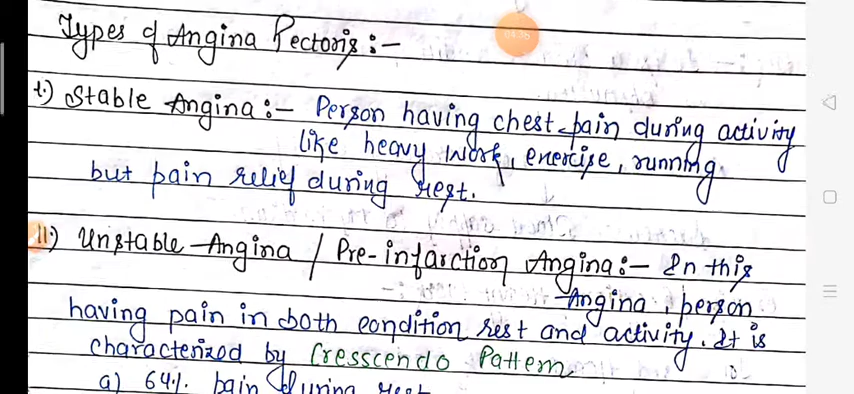 Types of Angina Pectoris :-
i.) Stable Angina :- Person having chest pain during activity
like heavy work, exercise, running
but pain relief during rest.
II.) Unstable Angina / Pre-infarction Angina :- In this
Angina, person
having pain in both condition rest and activity. It is
characterized by Cresscendo Pattern
a) 64%. pain during rest